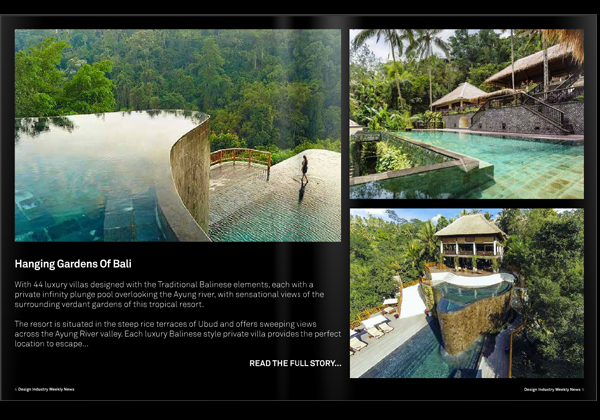 Hanging Gardens Of Bali
With 44 luxury villas designed with the Traditional Balinese elements, each with a
private infinity plunge pool overlooking the Ayung river, with sensational views of the
surrounding verdant gardens of this tropical resort.
The resort is situated in the steep rice terraces of Ubud and offers sweeping views
across the Ayung River valley. Each luxury Balinese style private villa provides the perfect
location to escape...
READ THE FULL STORY...
Design Industry Weekly News
Design Industry Weekly News